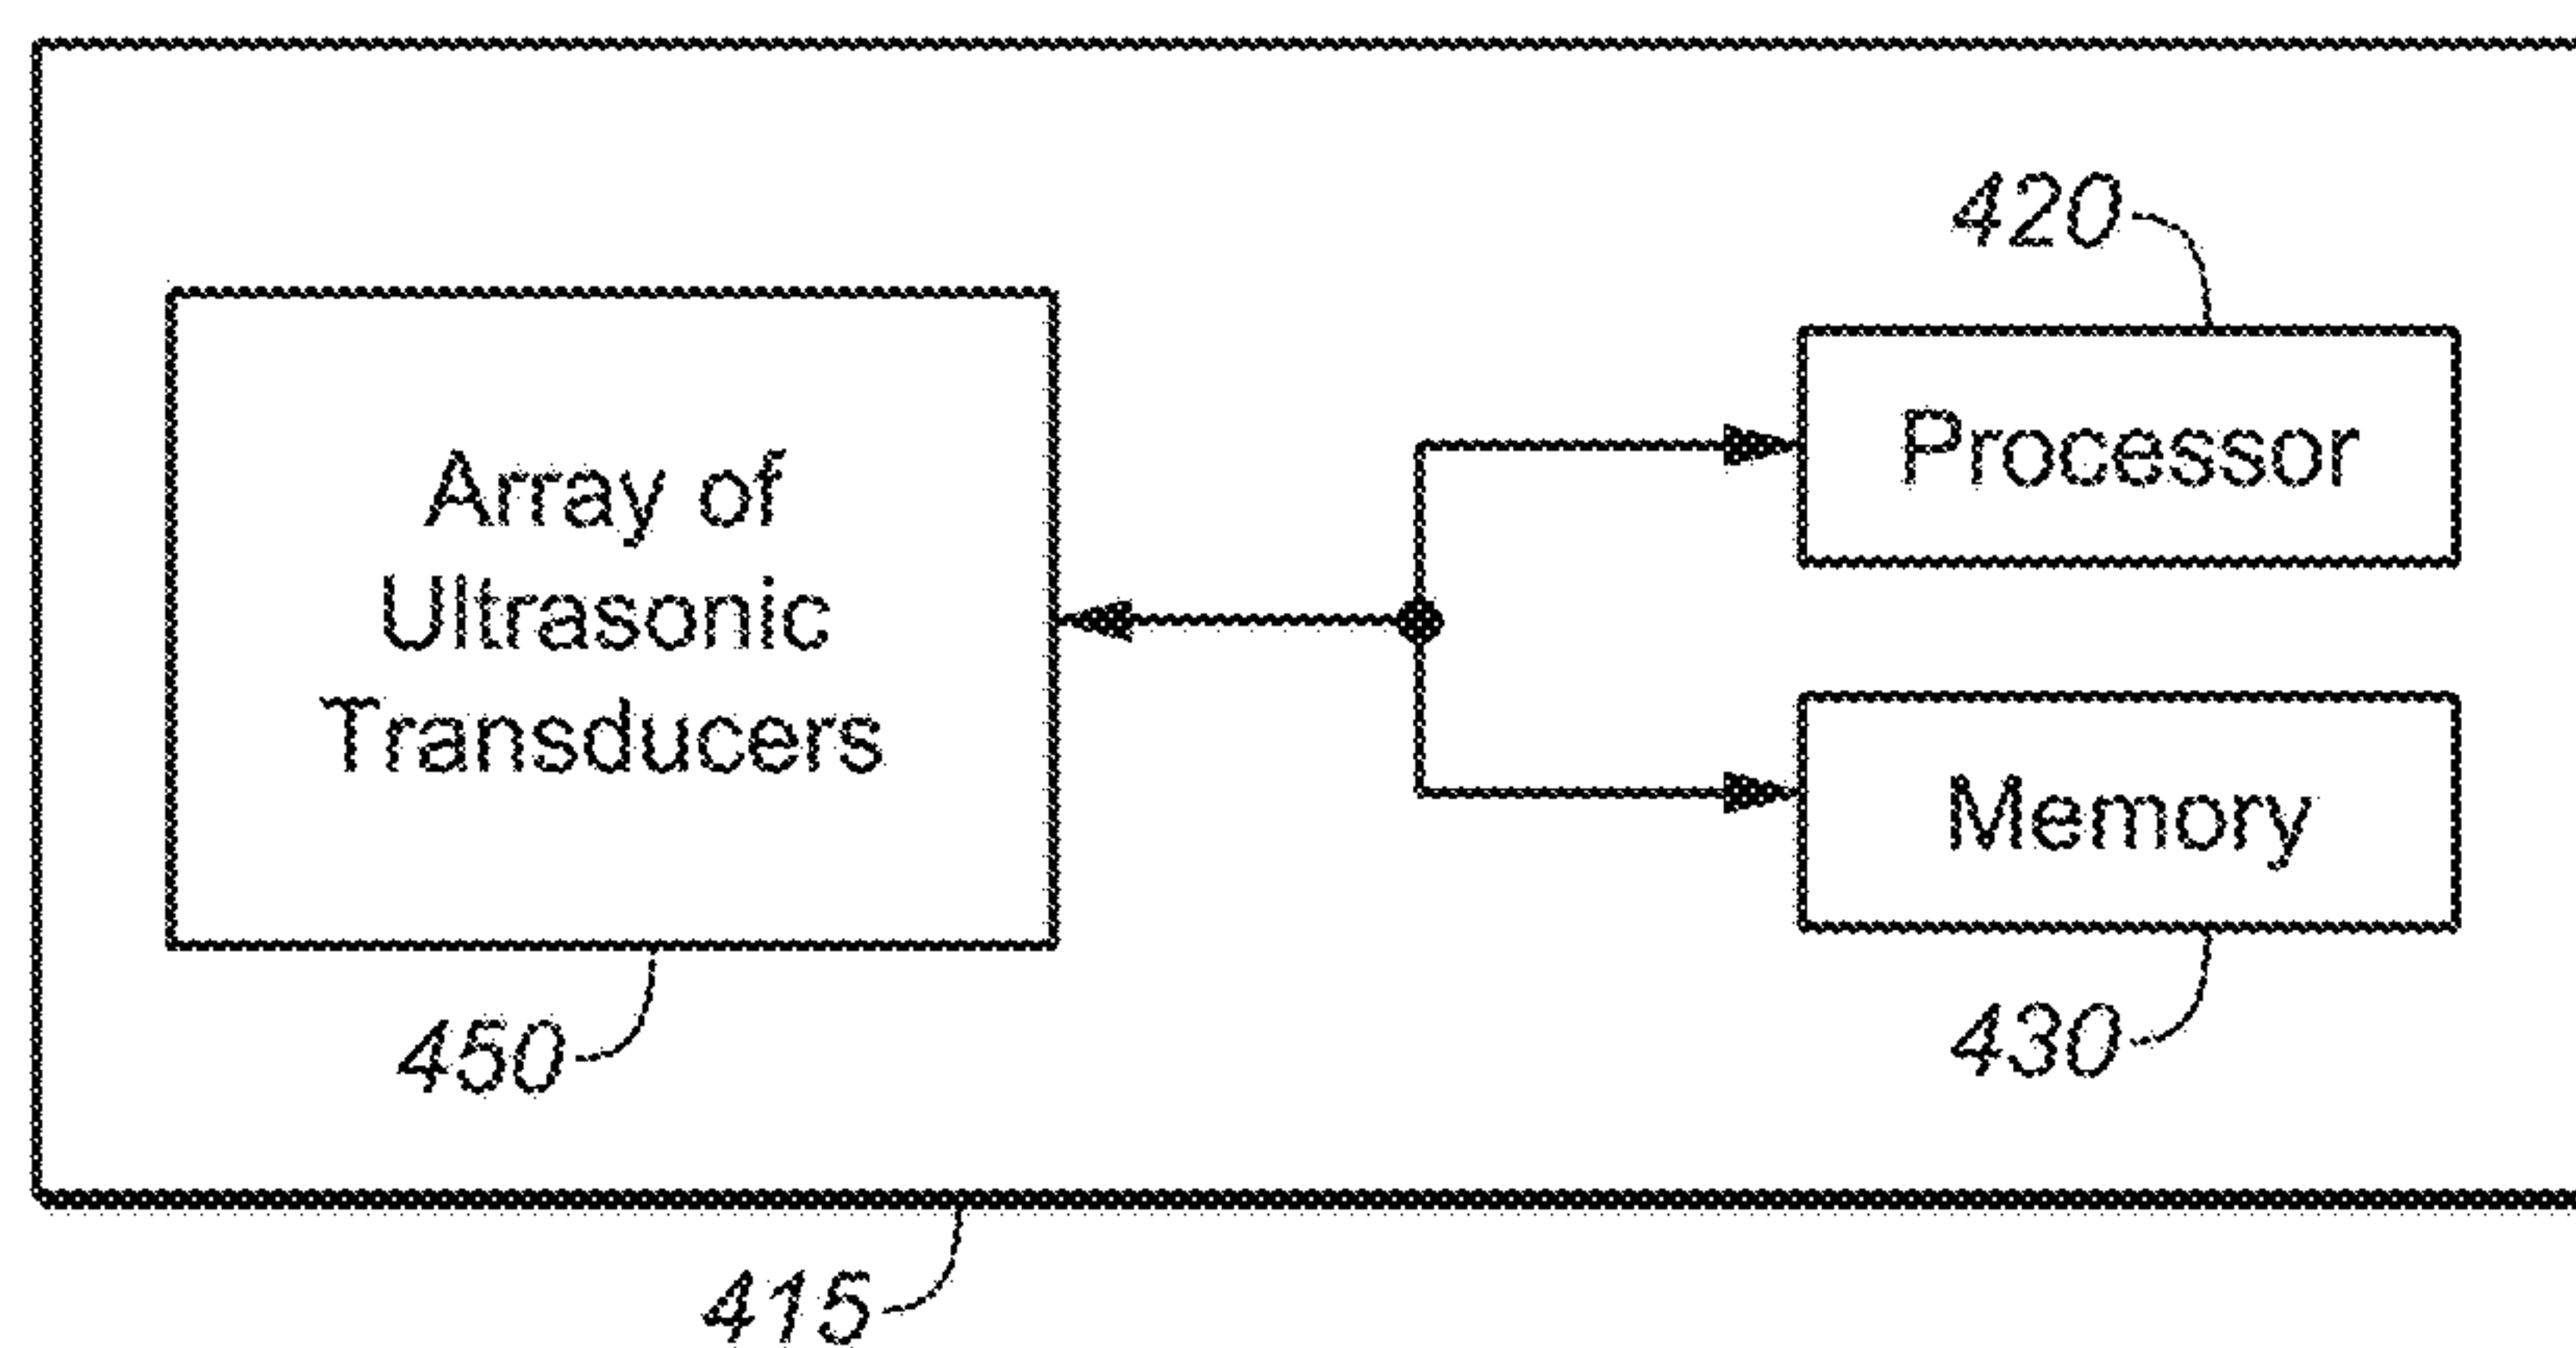 420
Array of
Ultrasonic
Transducers
Processor
Memory
450
430
415